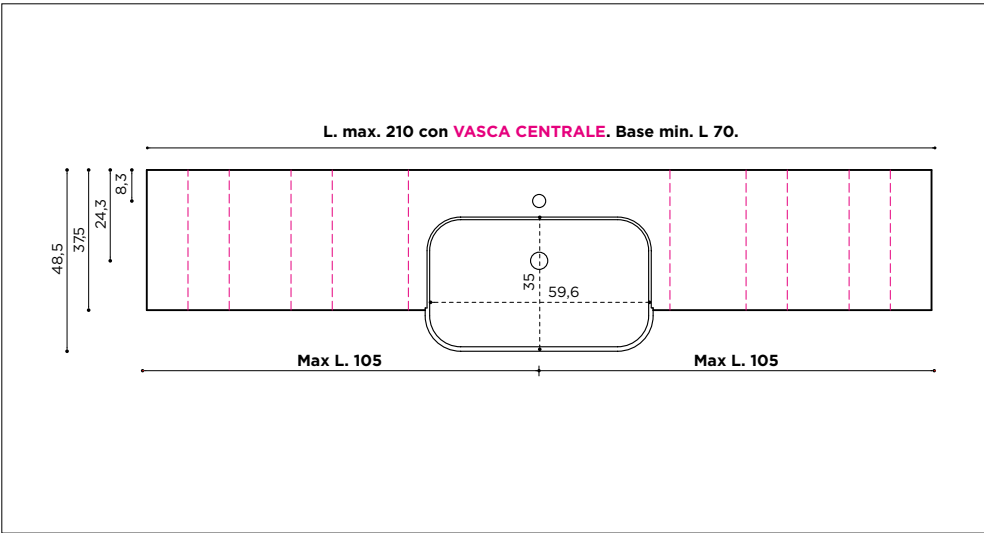 L. max. 210 con VASCA CENTRALE. Base min. L 70.
8,3
24,3
37,5
48,5
35
59,6
Max L. 105
Max L. 105